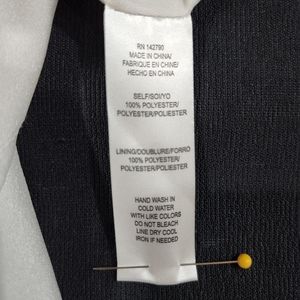 RN 142790
MADE IN CHINA/
FABRIQUE EN CHINE/
HECHO EN CHINA
SELF/SOI/YO
100% POLYESTER/
POLYESTER/POLIESTER
LINING/DOUBLURE/FORRO
100% POLYESTER/
POLYESTER/POLIESTER
HAND WASH IN
COLD WATER
WITH LIKE COLORS
DO NOT BLEACH
LINE DRY COOL
IRON IF NEEDED